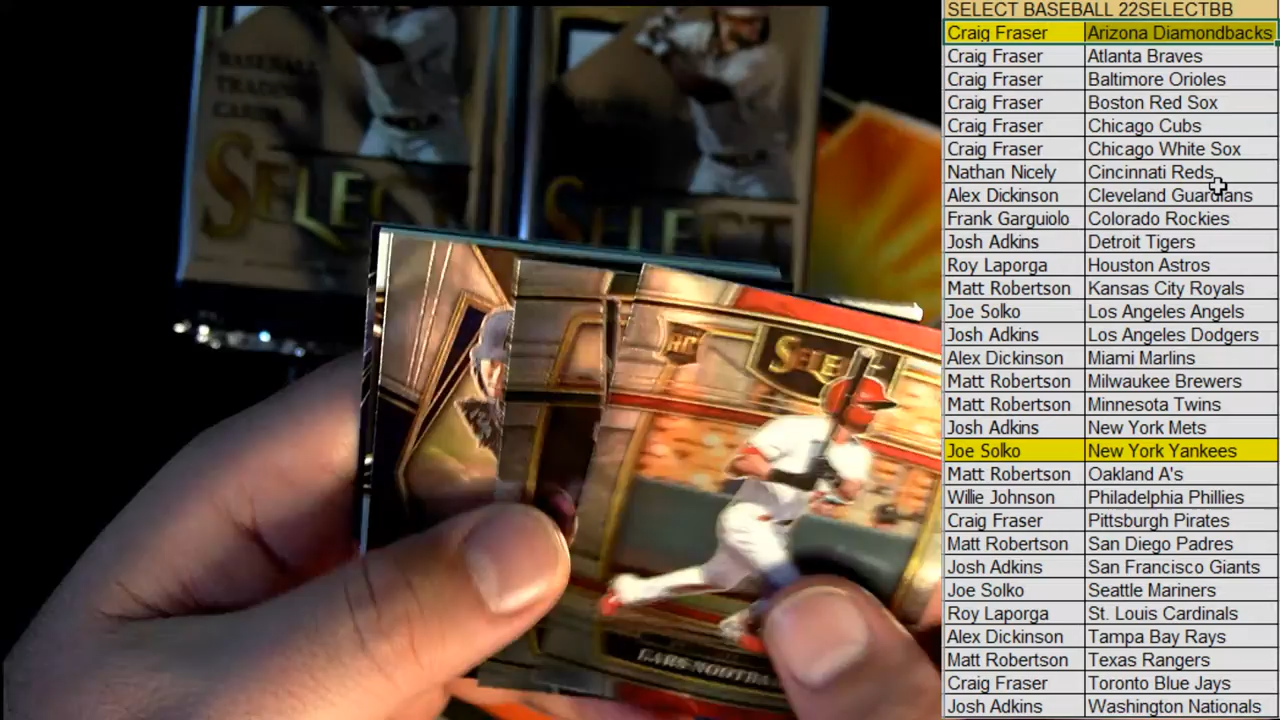 SELECT BASEBALL 22SELECTBB
Craig Fraser Arizona Diamondbacks
Craig Fraser Atlanta Braves
Craig Fraser Baltimore Orioles
Craig Fraser Boston Red Sox
Craig Fraser Chicago Cubs
Craig Fraser Chicago White Sox
Nathan Nicely Cincinnati Reds
Alex Dickinson Cleveland Guardians
Frank Garguiolo Colorado Rockies
Josh Adkins Detroit Tigers
Roy Laporga Houston Astros
Matt Robertson Kansas City Royals
Joe Solko Los Angeles Angels
Josh Adkins Los Angeles Dodgers
Alex Dickinson Miami Marlins
Matt Robertson Milwaukee Brewers
Matt Robertson Minnesota Twins
Josh Adkins New York Mets
Joe Solko New York Yankees
Matt Robertson Oakland A's
Willie Johnson Philadelphia Phillies
Craig Fraser Pittsburgh Pirates
Matt Robertson San Diego Padres
Josh Adkins San Francisco Giants
Joe Solko Seattle Mariners
Roy Laporga St. Louis Cardinals
Alex Dickinson Tampa Bay Rays
Matt Robertson Texas Rangers
Craig Fraser Toronto Blue Jays
Josh Adkins Washington Nationals
SELECT
SELECT
RC
SELECT